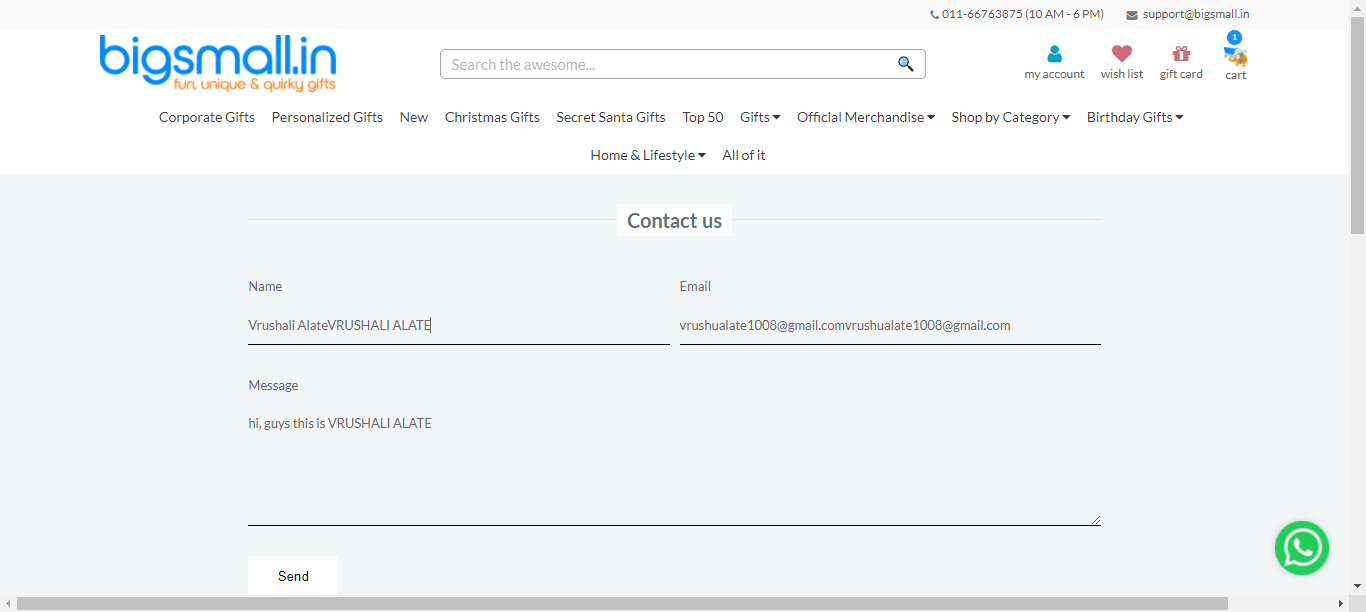 011-66763875 (10 AM - 6 PM) support@bigsmall.in
bigsmall.in
fun, unique & quirky gifts
Search the awesome...
1
my account wish list gift card cart
Corporate Gifts Personalized Gifts New Christmas Gifts Secret Santa Gifts Top 50 Gifts Official Merchandise Shop by Category Birthday Gifts
Home & Lifestyle All of it
Contact us
Name Email
Vrushali AlateVRUSHALI ALATE vrushualate1008@gmail.comvrushualate1008@gmail.com
Message
hi, guys this is VRUSHALI ALATE
Send